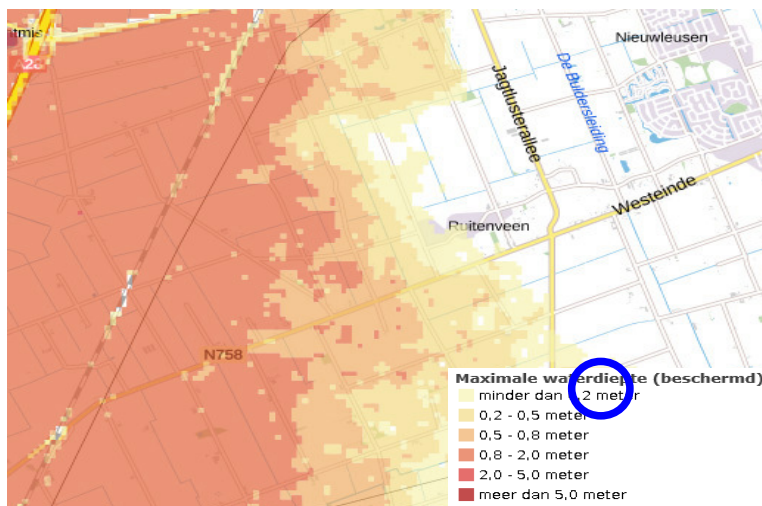 tmis
Nieuwleusen
Jagtlusterallee
De Buldersleiding
Westeinde
Ruitenveen
N758
Maximale waterdiepte (beschermd)
minder dan 0,2 meter
0,2 - 0,5 meter
0,5 - 0,8 meter
0,8 - 2,0 meter
2,0 - 5,0 meter
meer dan 5,0 meter